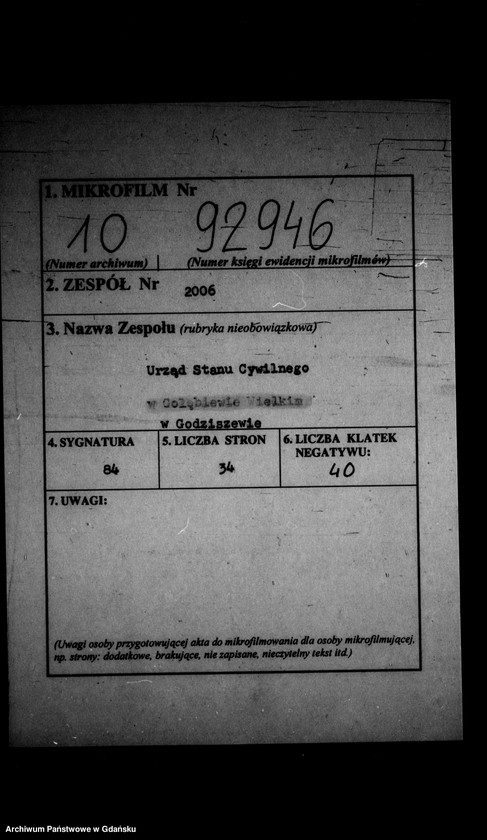 1. MIKROFILM Nr
10 92946
(Numer archiwum) (Numer księgi ewidencji mikrofilmów)
2. ZESPÓŁ Nr 2006
3. Nazwa Zespołu (rubryka nieobowiązkowa)
Urząd Stanu Cywilnego
w Gołębiewie Wielkim
w Godziszewie
4. SYGNATURA 5. LICZBA STRON 6. LICZBA KLATEK
NEGATYWU:
84 34 40
7. UWAGI:
(Uwagi osoby przygotowującej akta do mikrofilmowania dla osoby mikrofilmującej,
np. strony: dodatkowe, brakujące, nie zapisane, nieczytelny tekst itd.)
Archiwum Państwowe w Gdańsku